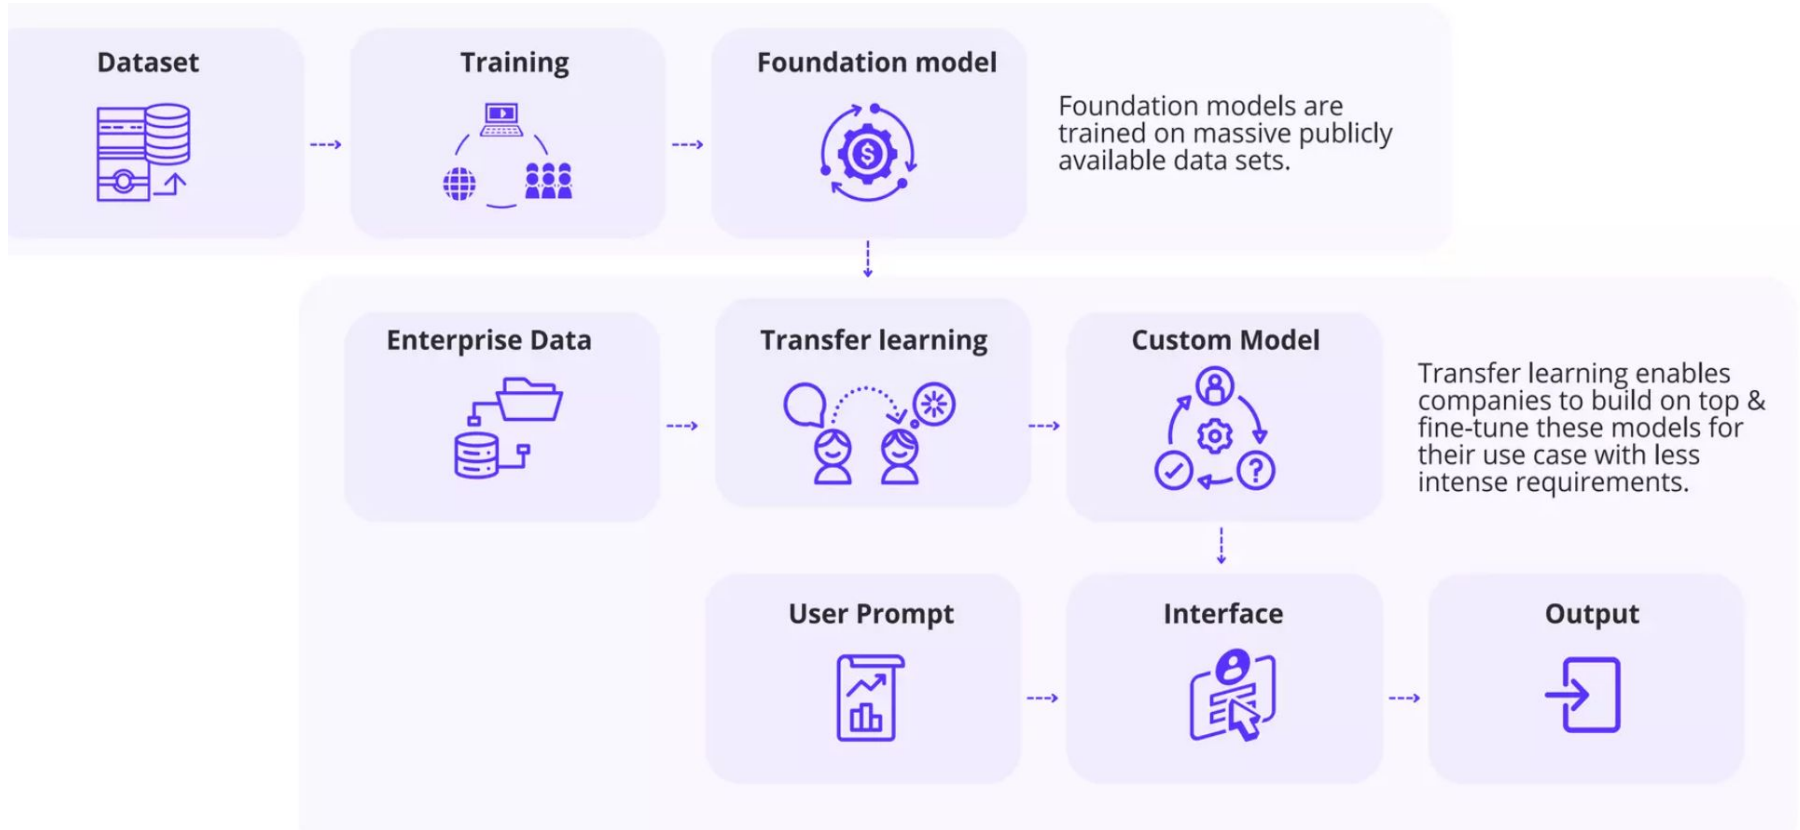 Dataset
Training
Foundation model
Foundation models are
trained on massive publicly
available data sets.
Enterprise Data
Transfer learning
Custom Model
Transfer learning enables
companies to build on top &
fine-tune these models for
their use case with less
intense requirements.
User Prompt
Interface
Output